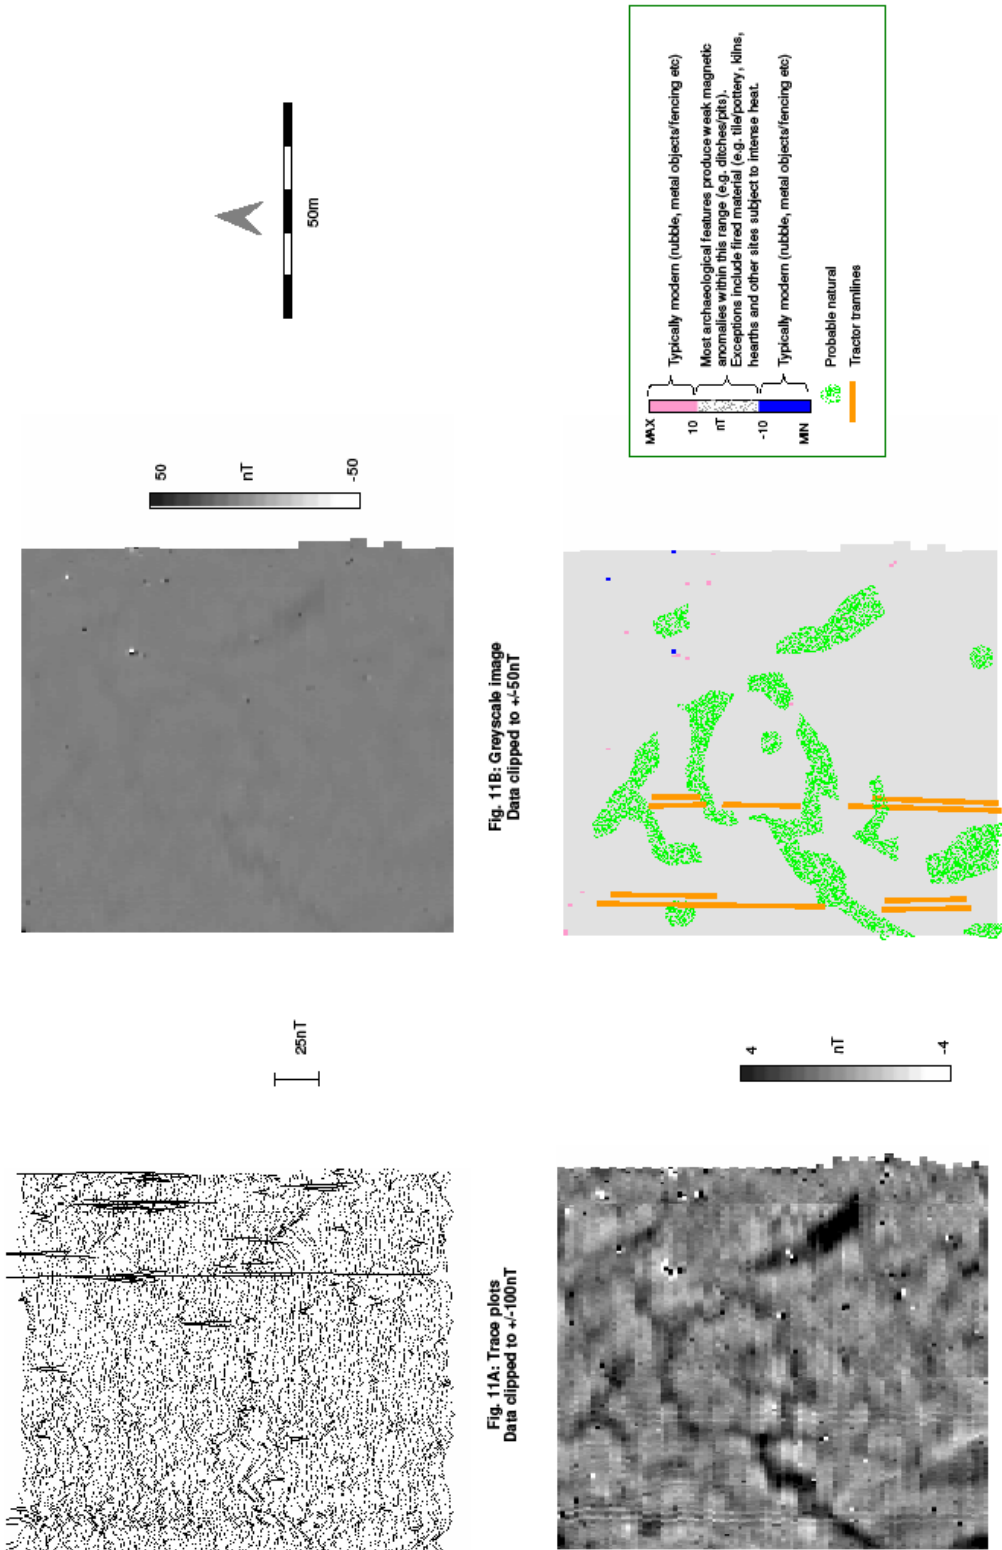 50m
MAX
10
nT
-10
MIN
Typically modern (rubble, metal objects/fencing etc)
Most archaeological features produce weak magnetic
anomalies within this range (e.g. ditches/pits).
Exceptions include fired material (e.g. tile/pottery, kilns,
hearths and other sites subject to intense heat.
Typically modern (rubble, metal objects/fencing etc)
Probable natural
Tractor tramlines
50
nT
-50
Fig. 11B: Greyscale image
Data clipped to +/-50nT
25nT
4
nT
-4
Fig. 11A: Trace plots
Data clipped to +/-100nT